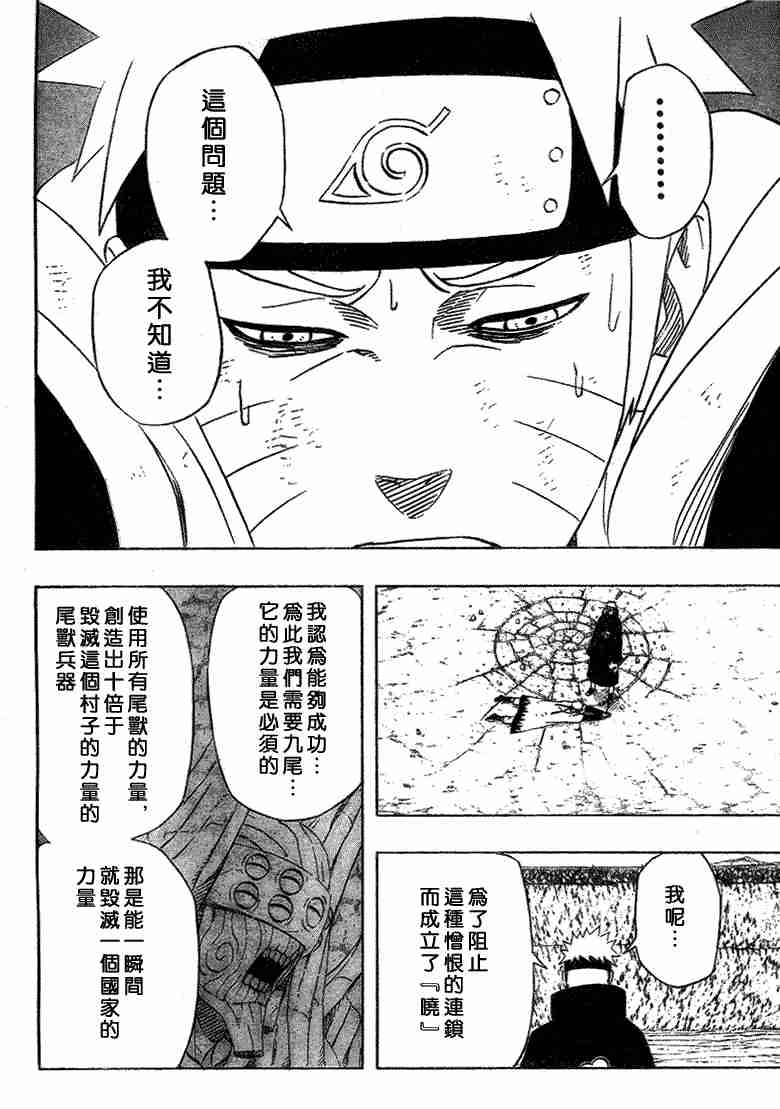 ………
這個問題…
我不知道…
我呢…
為了阻止
這種憎恨的連鎖
而成立了『曉』
我認為能夠成功…
為此我們需要九尾…
它的力量是必須的
使用所有尾獸的力量，
創造出十倍于
毀滅這個村子的力量的
尾獸兵器
那是能一瞬間
就毀滅一個國家的
力量